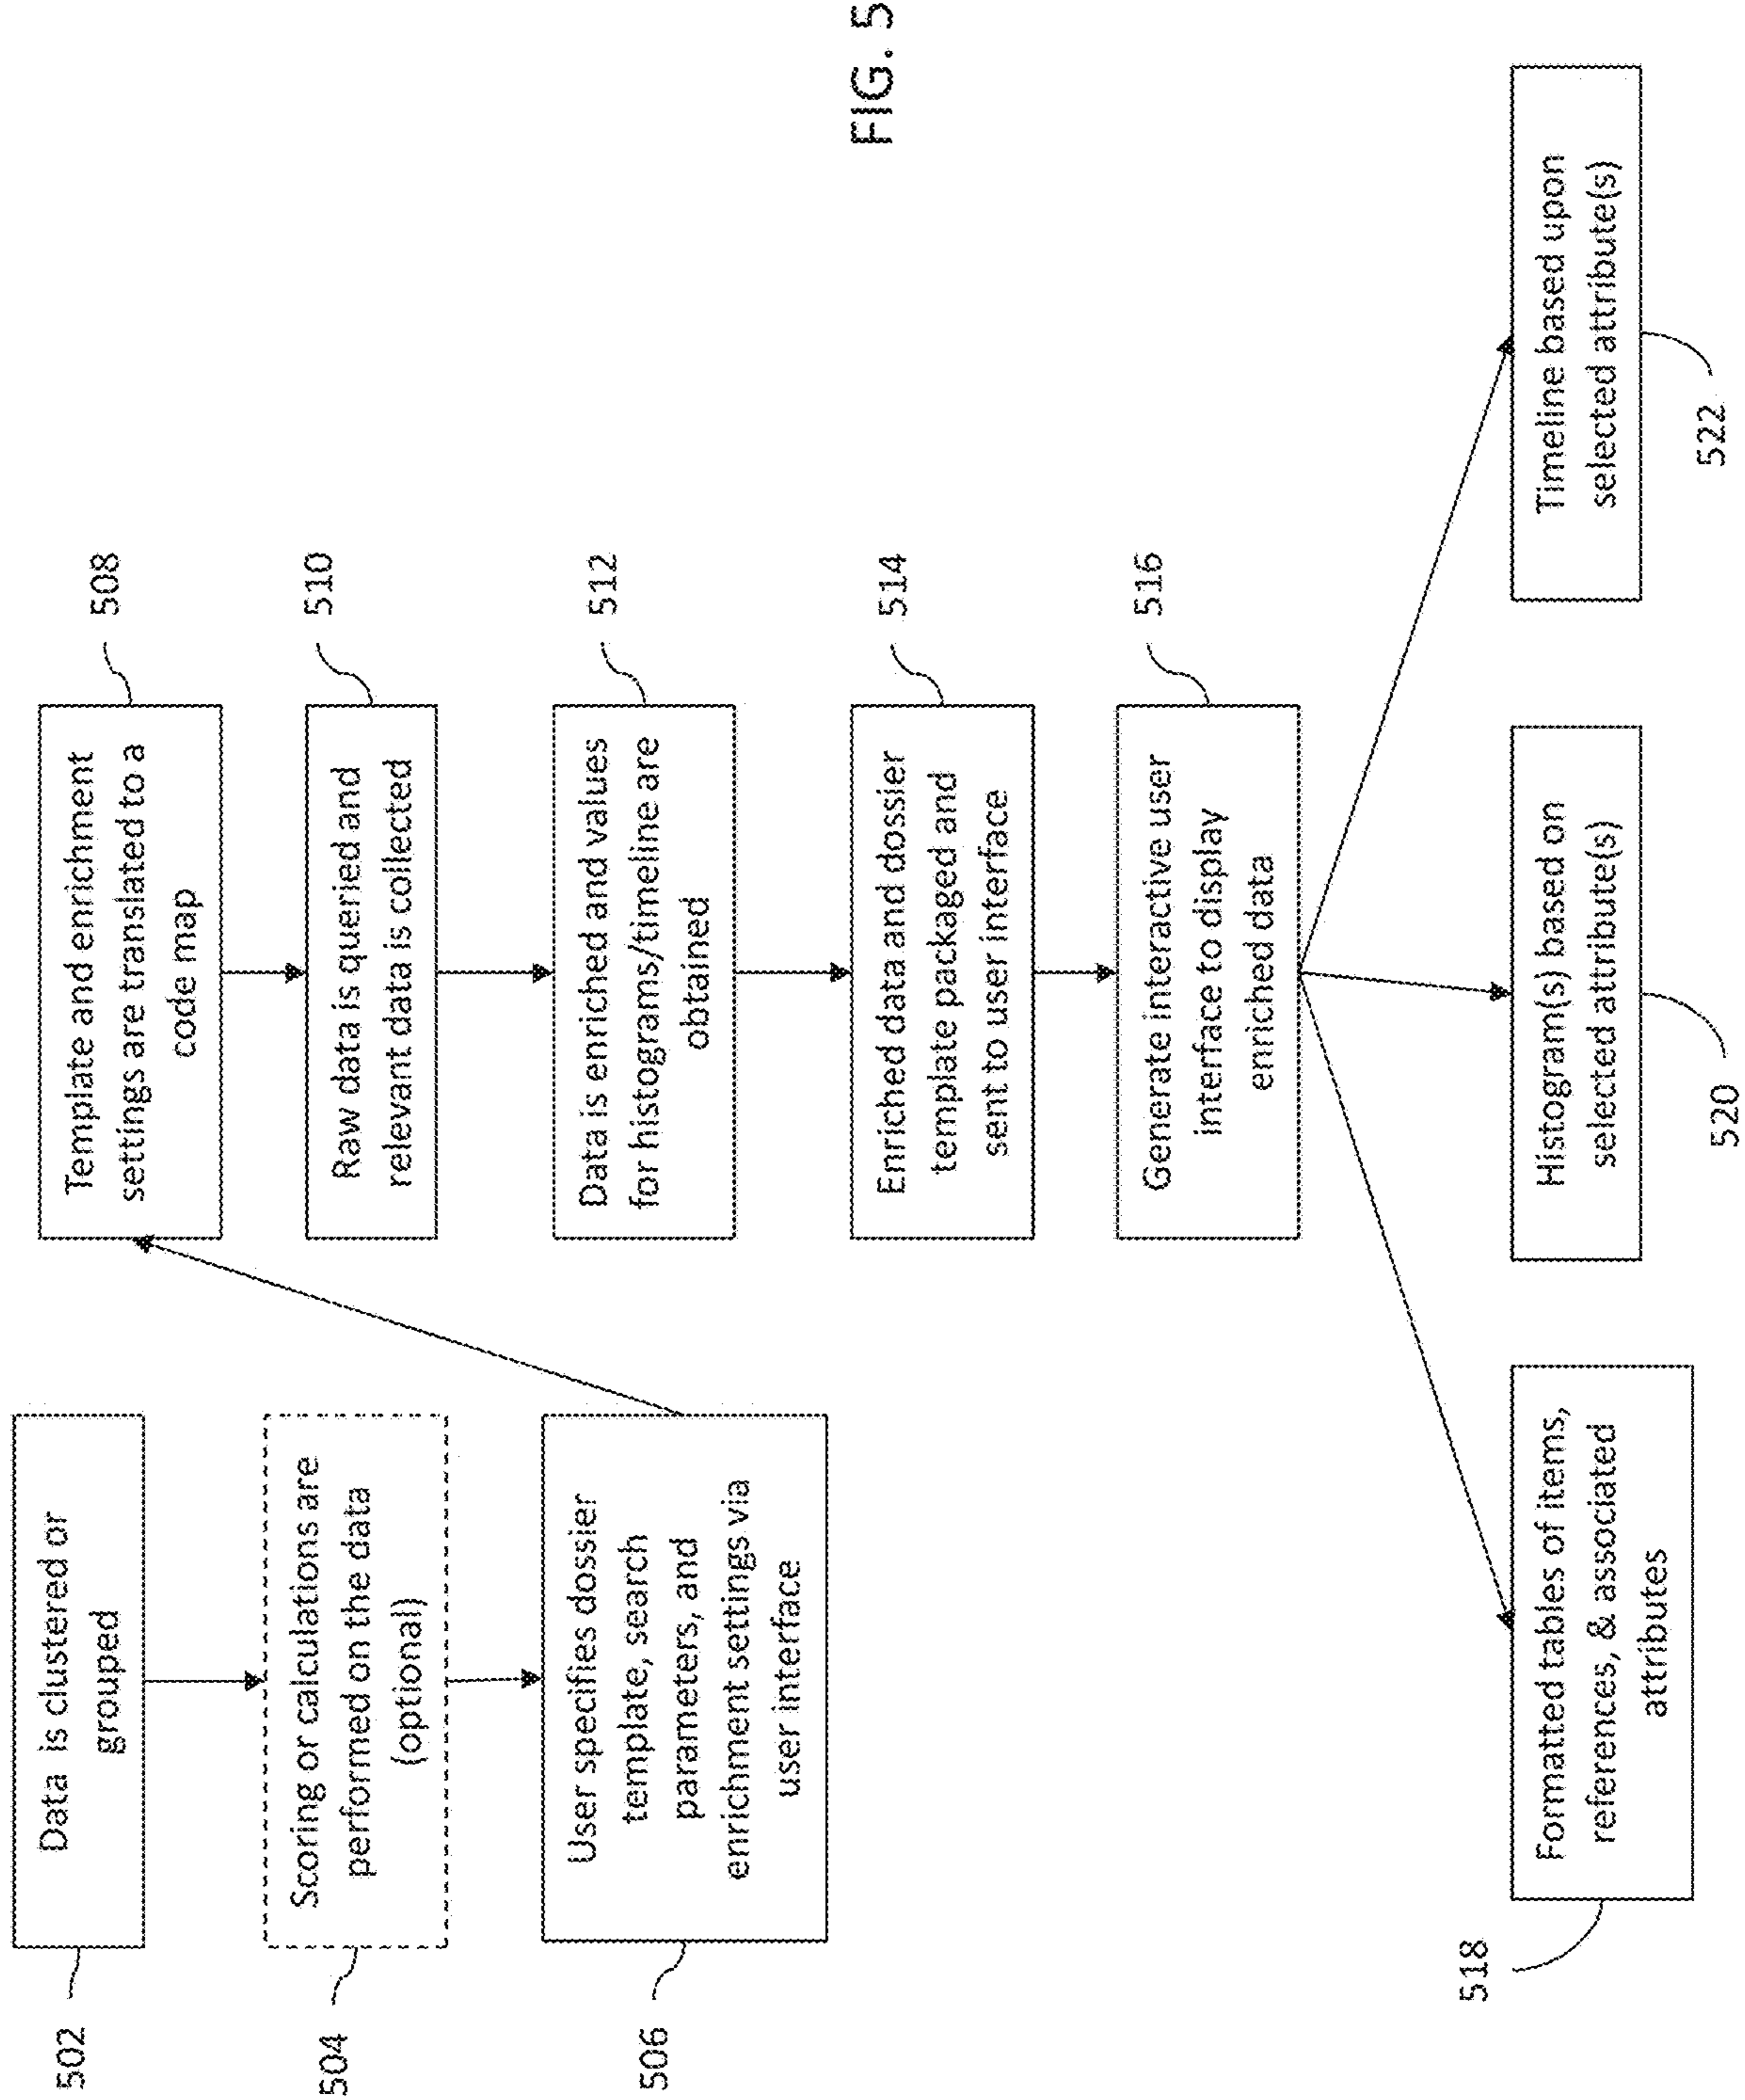 502
Data is clustered or
grouped
504
Scoring or calculations are
performed on the data
(optional)
506
User specifies dossier
template, search
parameters, and
enrichment settings via
user interface
508
Template and enrichment
settings are translated to a
code map
510
Raw data is queried and
relevant data is collected
512
Data is enriched and values
for histograms/timeline are
obtained
514
Enriched data and dossier
template packaged and
sent to user interface
516
Generate interactive user
interface to display
enriched data
518
Formatted tables of items,
references, & associated
attributes
520
Histogram(s) based on
selected attribute(s)
522
Timeline based upon
selected attribute(s)
FIG. 5